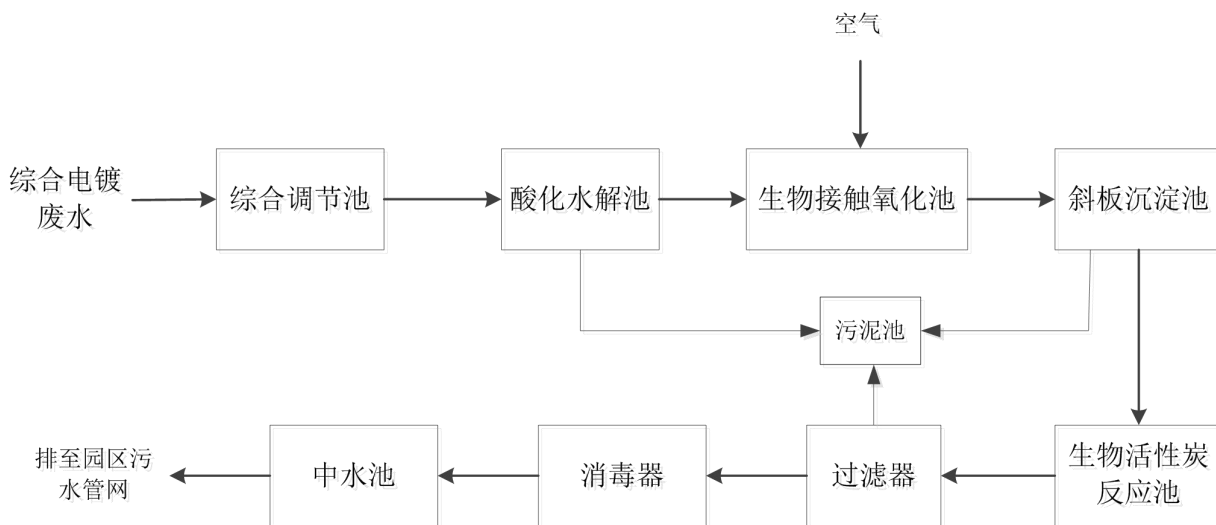 空气
综合电镀
废水
综合调节池
酸化水解池
生物接触氧化池
斜板沉淀池
污泥池
排至园区污
水管网
中水池
消毒器
过滤器
生物活性炭
反应池